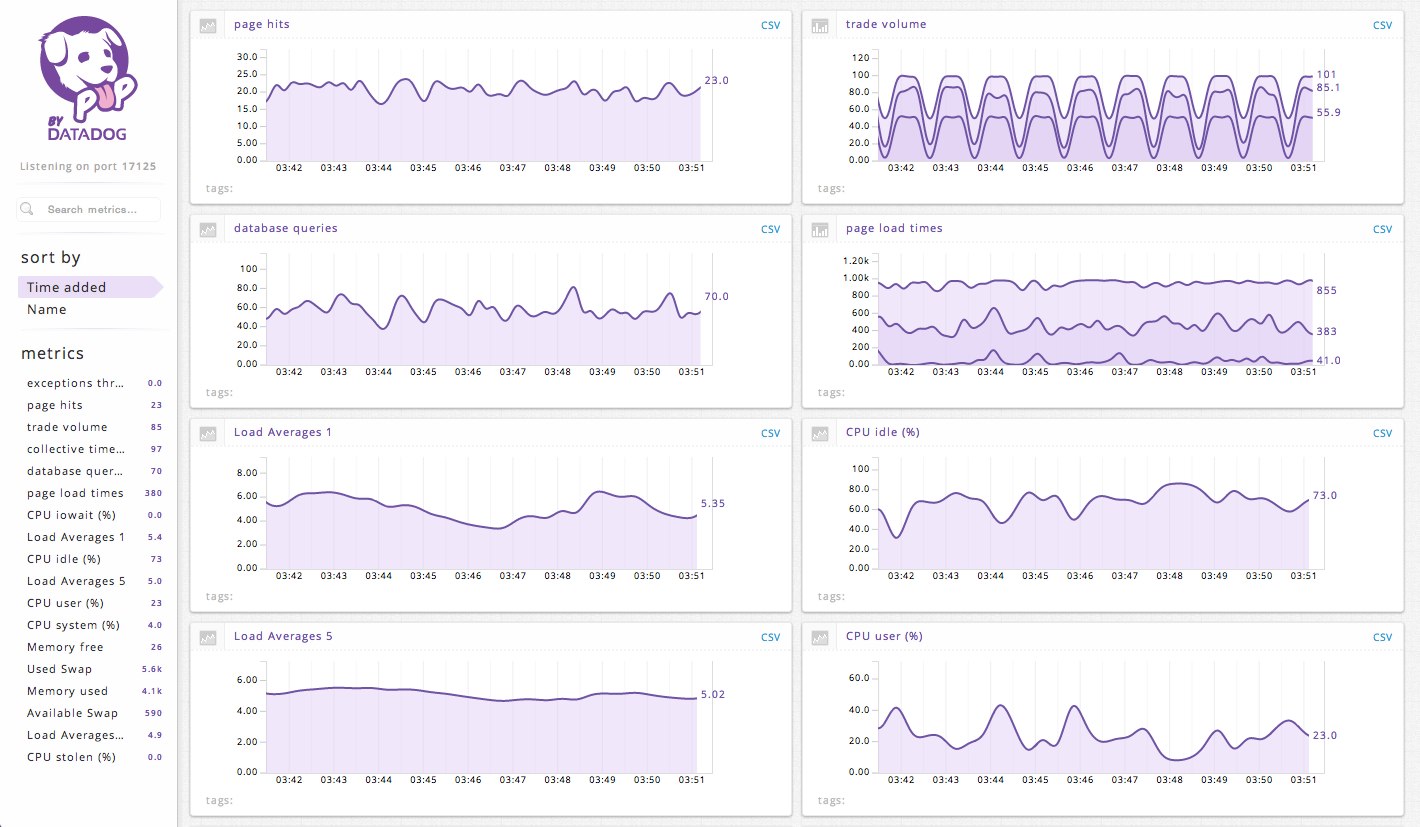 BY
DATADOG
Listening on port 17125
Search metrics...
sort by
Time added
Name
metrics
exceptions thr... 0.0
page hits 23
trade volume 85
collective time... 97
database quer... 70
page load times 380
CPU iowait (%) 0.0
Load Averages 1 5.4
CPU idle (%) 73
Load Averages 5 5.0
CPU user (%) 23
CPU system (%) 4.0
Memory free 26
Used Swap 5.6k
Memory used 4.1k
Available Swap 590
Load Averages... 4.9
CPU stolen (%) 0.0
page hits CSV
30.0
25.0
20.0
15.0
10.0
5.00
0.00
23.0
03:42 03:43 03:44 03:45 03:46 03:47 03:48 03:49 03:50 03:51
tags:
trade volume CSV
120
100
80.0
60.0
40.0
20.0
0.00
101
85.1
55.9
03:42 03:43 03:44 03:45 03:46 03:47 03:48 03:49 03:50 03:51
tags:
database queries CSV
100
80.0
60.0
40.0
20.0
0.00
70.0
03:42 03:43 03:44 03:45 03:46 03:47 03:48 03:49 03:50 03:51
tags:
page load times CSV
1.20k
1.00k
800
600
400
200
0.00
855
383
41.0
03:42 03:43 03:44 03:45 03:46 03:47 03:48 03:49 03:50 03:51
tags:
Load Averages 1 CSV
8.00
6.00
4.00
2.00
0.00
5.35
03:42 03:43 03:44 03:45 03:46 03:47 03:48 03:49 03:50 03:51
tags:
CPU idle (%) CSV
100
80.0
60.0
40.0
20.0
0.00
73.0
03:42 03:43 03:44 03:45 03:46 03:47 03:48 03:49 03:50 03:51
tags:
Load Averages 5 CSV
6.00
4.00
2.00
0.00
5.02
03:42 03:43 03:44 03:45 03:46 03:47 03:48 03:49 03:50 03:51
tags:
CPU user (%) CSV
60.0
40.0
20.0
0.00
23.0
03:42 03:43 03:44 03:45 03:46 03:47 03:48 03:49 03:50 03:51
tags: